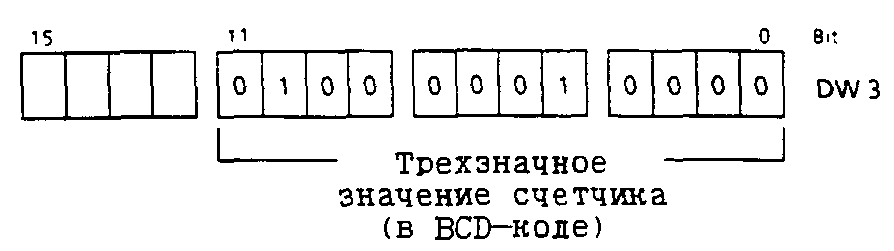 15 11 0 Bit
0 1 0 0 0 0 0 1 0 0 0 0 DW 3
Трехзначное
значение счетчика
(в BCD-коде)